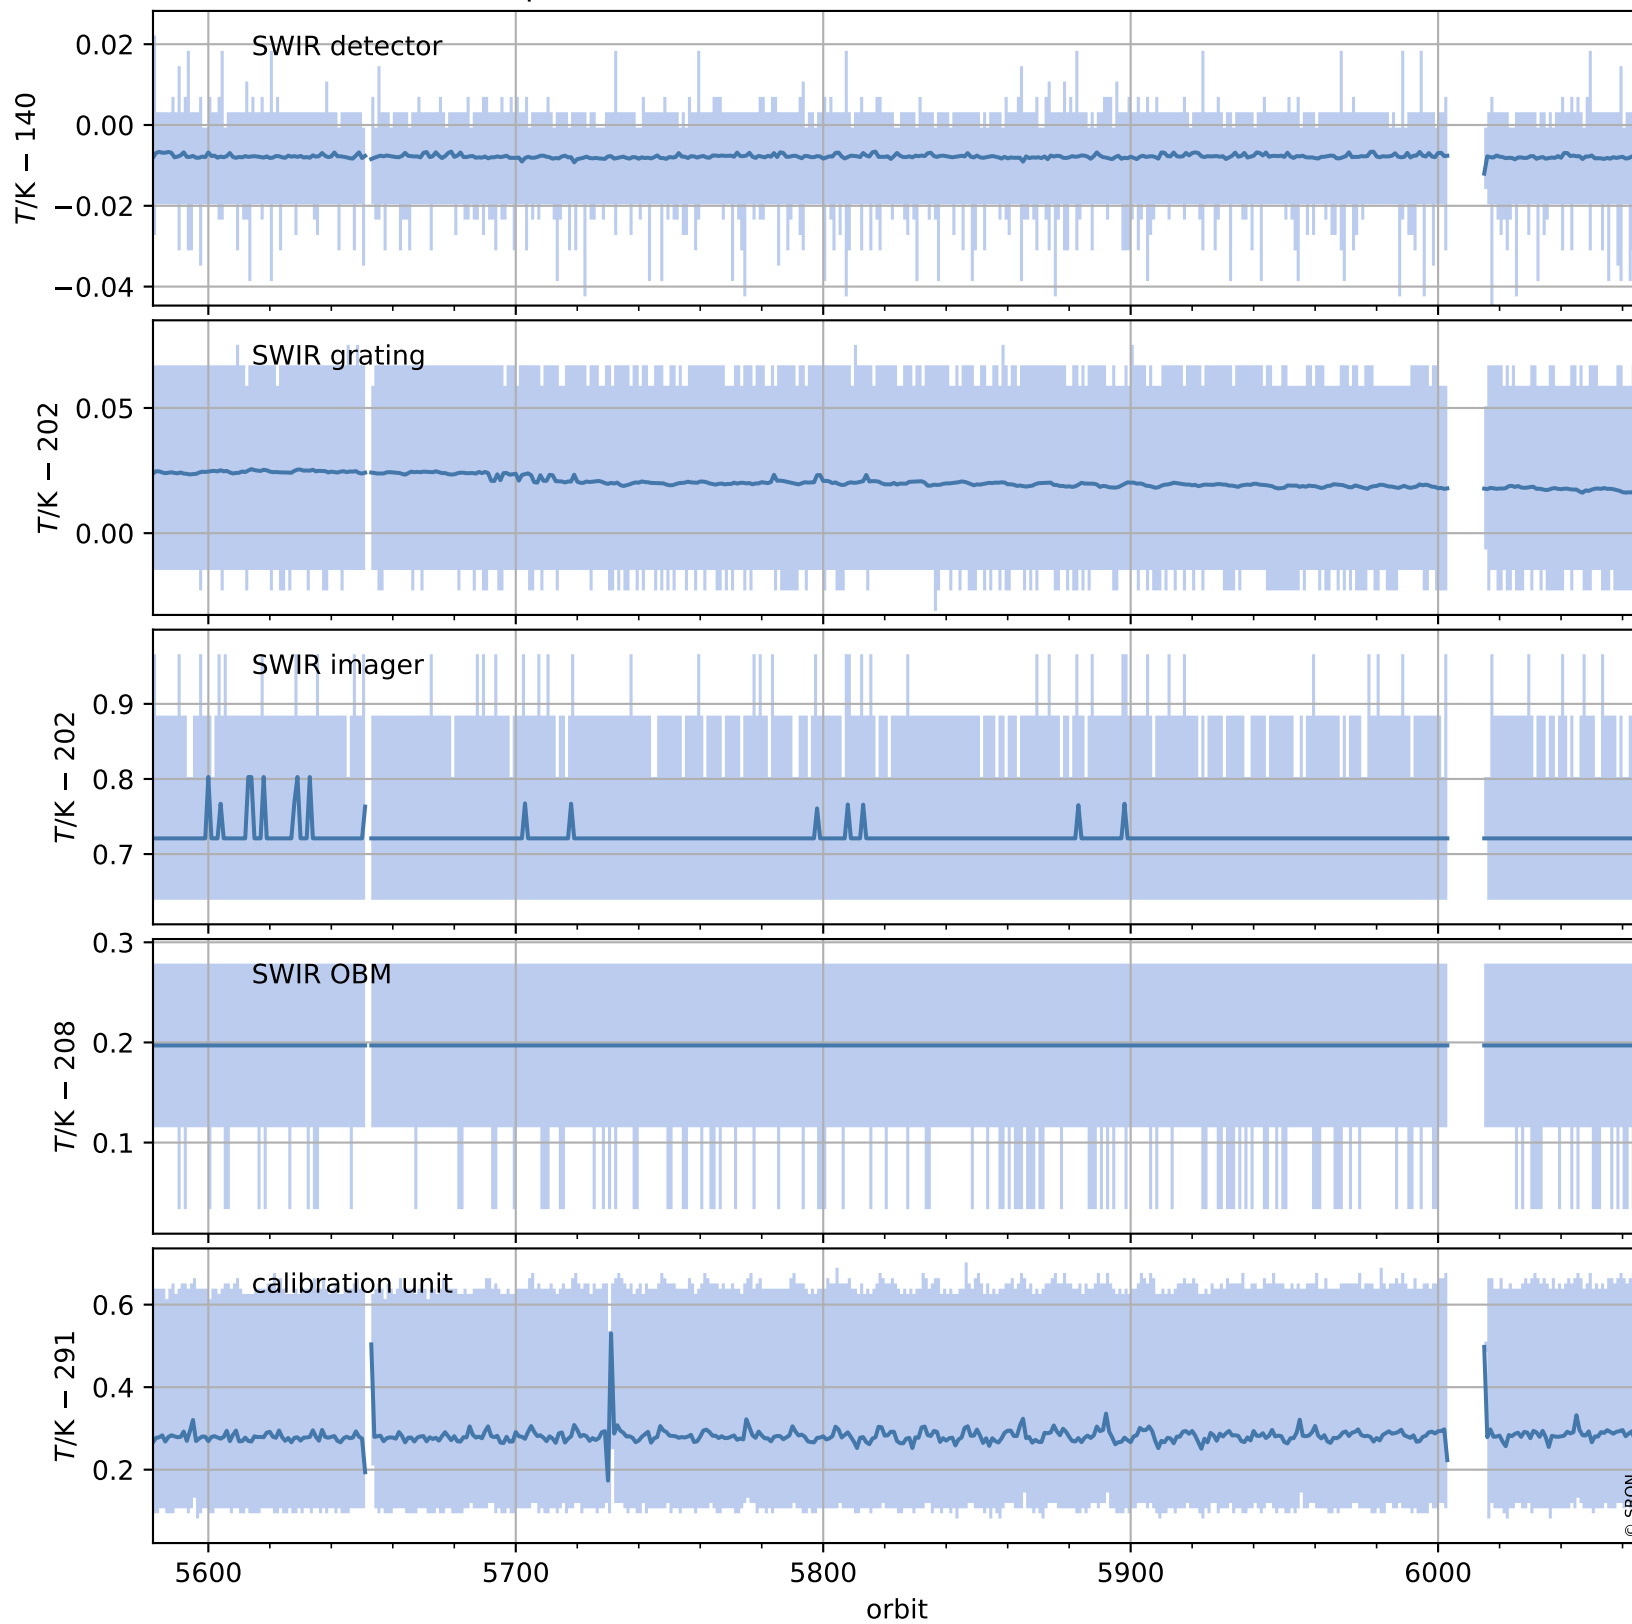 SWIR detector
T/K − 140
0.02
0.00
−0.02
−0.04
SWIR grating
T/K − 202
0.05
0.00
SWIR imager
T/K − 202
0.9
0.8
0.7
SWIR OBM
T/K − 208
0.3
0.2
0.1
calibration unit
T/K − 291
0.6
0.4
0.2
5600 5700 5800 5900 6000
orbit
© SRON